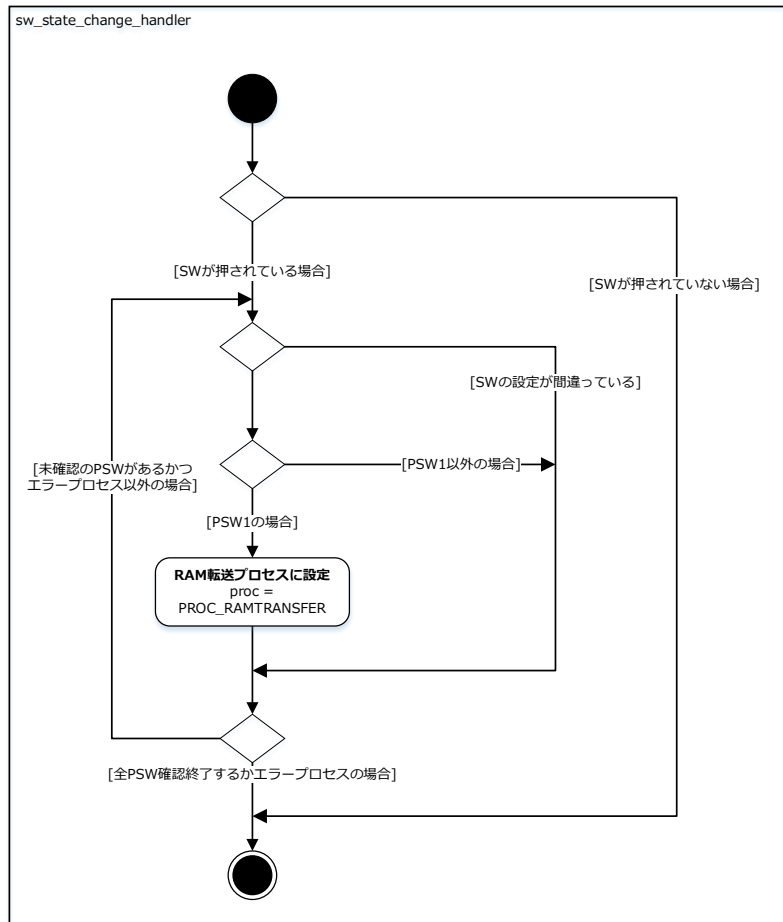 sw_state_change_handler
[SWが押されている場合]
[SWが押されていない場合]
[SWの設定が間違っている]
[未確認のPSWがあるかつ
エラープロセス以外の場合]
[PSW1以外の場合]
[PSW1の場合]
RAM転送プロセスに設定
proc =
PROC_RAMTRANSFER
[全PSW確認終了するかエラープロセスの場合]